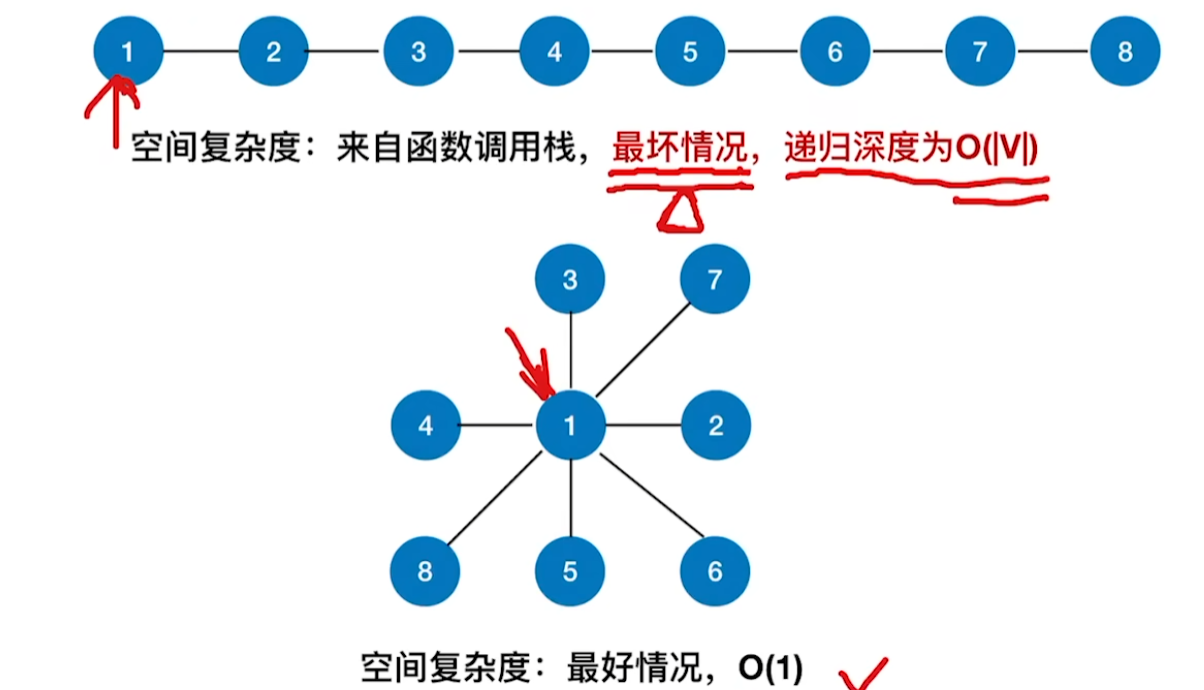 1 2 3 4 5 6 7 8
空间复杂度：来自函数调用栈，最坏情况，递归深度为O(|V|)
3 7
4 1 2
8 5 6
空间复杂度：最好情况，O(1)